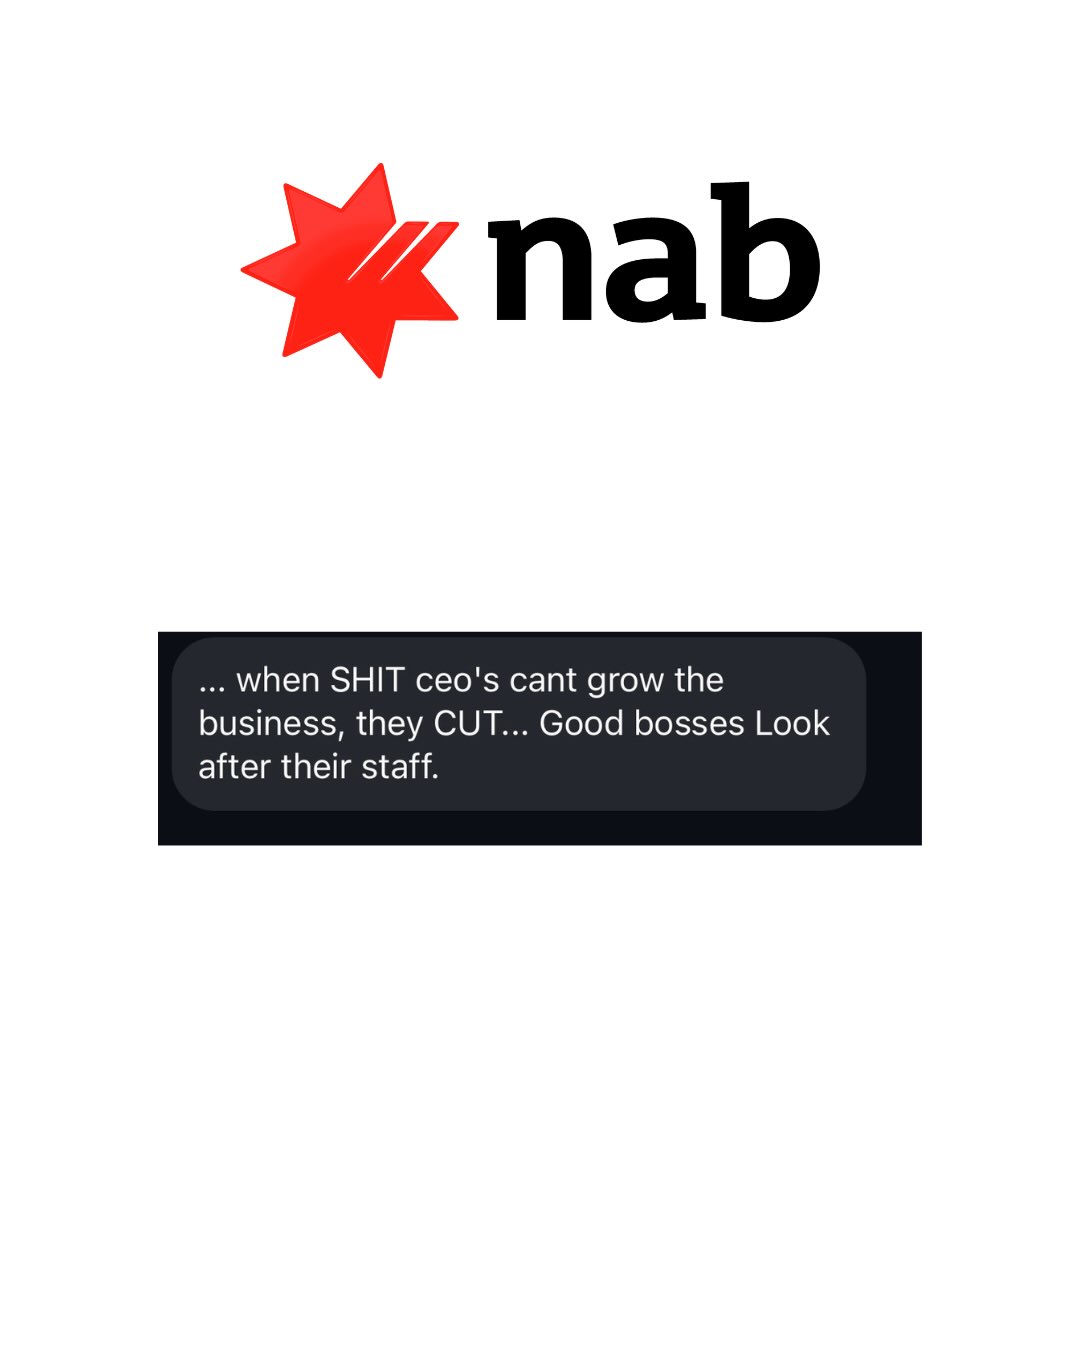 nab
... when SHIT ceo's cant grow the
business, they CUT... Good bosses Look
after their staff.